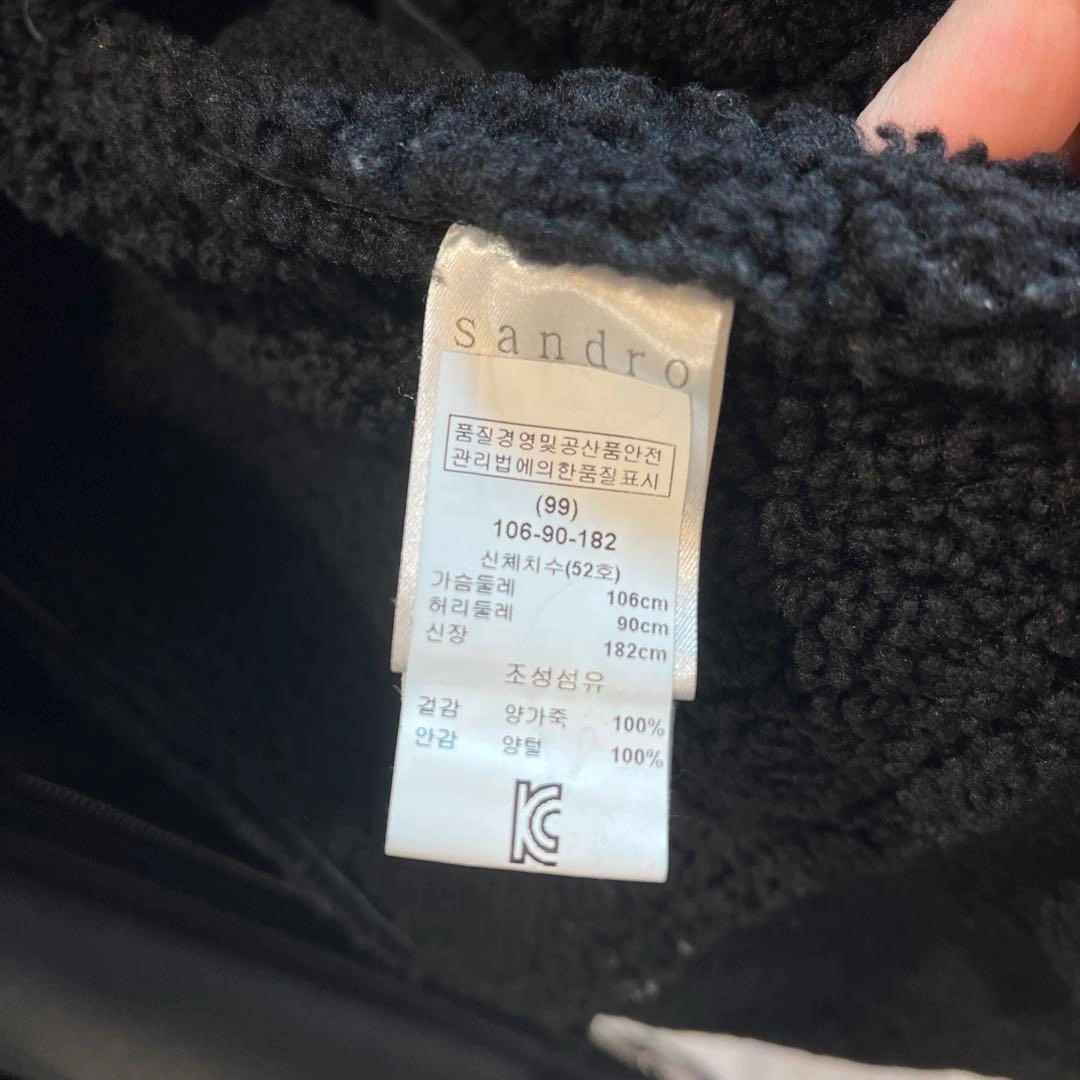 sandro
품질경영및공산품안전
관리법에의한품질표시
(99)
106-90-182
신체치수(52호)
가슴둘레 106cm
허리둘레 90cm
신장 182cm
조성섬유
겉감 양가죽 100%
안감 양털 100%
KC